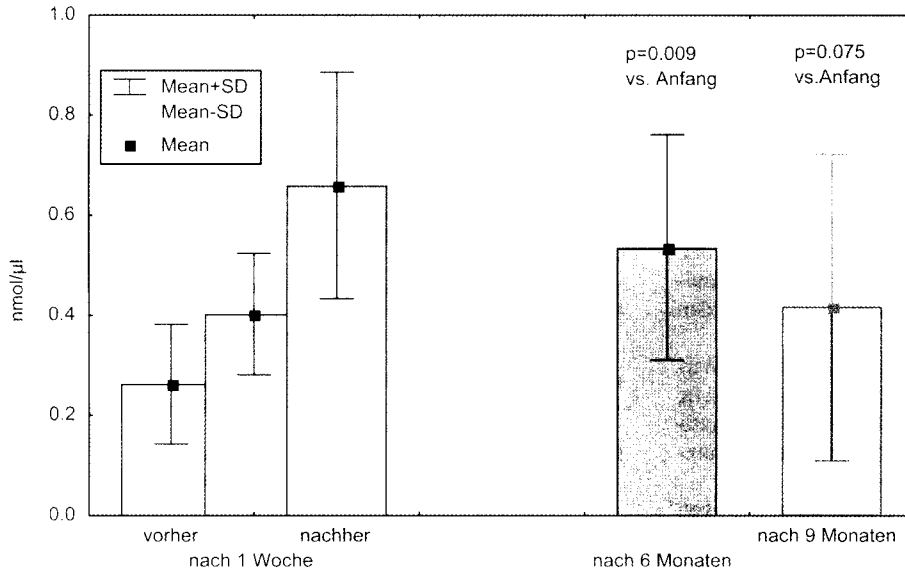 1.0
0.8
0.6
0.4
0.2
0.0
nmol/µl
Mean+SD
Mean-SD
Mean
p=0.009
vs. Anfang
p=0.075
vs.Anfang
vorher
nach 1 Woche
nachher
nach 6 Monaten
nach 9 Monaten